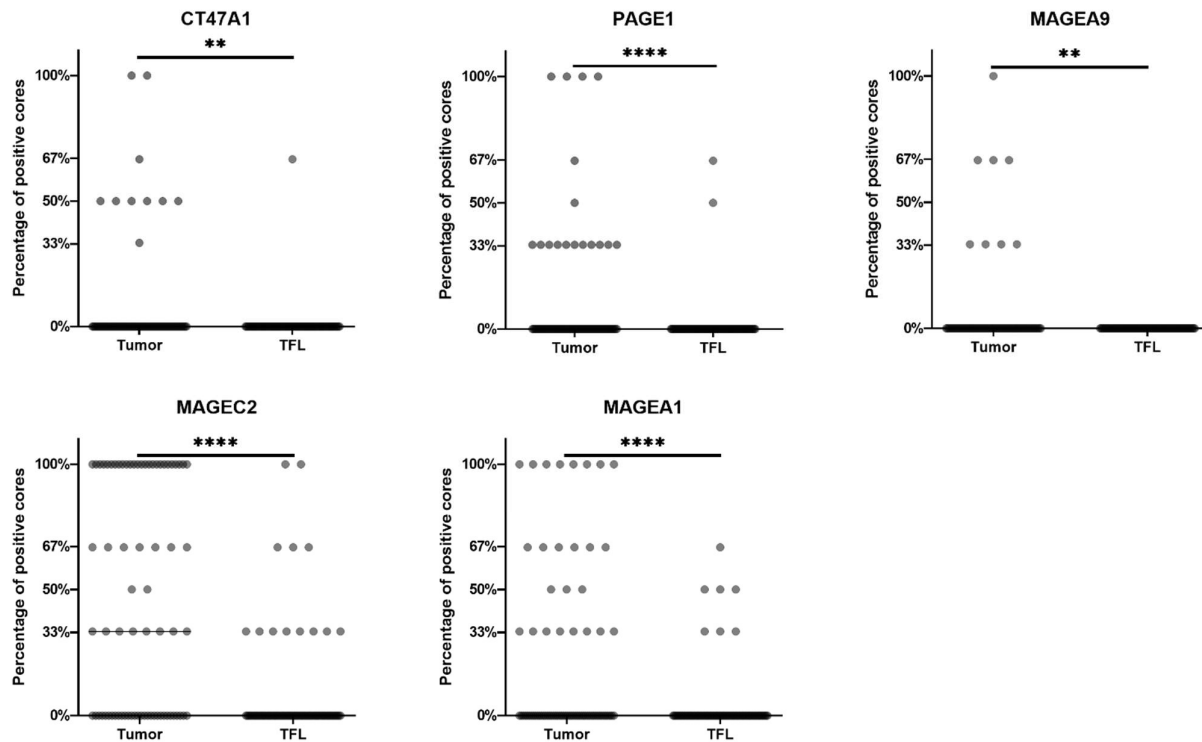 CT47A1
**
Percentage of positive cores
100%
67%
50%
33%
0%
Tumor
TFL
PAGE1
****
Percentage of positive cores
100%
67%
50%
33%
0%
Tumor
TFL
MAGEA9
**
Percentage of positive cores
100%
67%
50%
33%
0%
Tumor
TFL
MAGEC2
****
Percentage of positive cores
100%
67%
50%
33%
0%
Tumor
TFL
MAGEA1
****
Percentage of positive cores
100%
67%
50%
33%
0%
Tumor
TFL